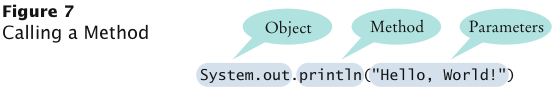 Figure 7
Calling a Method
Object Method Parameters
System.out.println("Hello, World!")